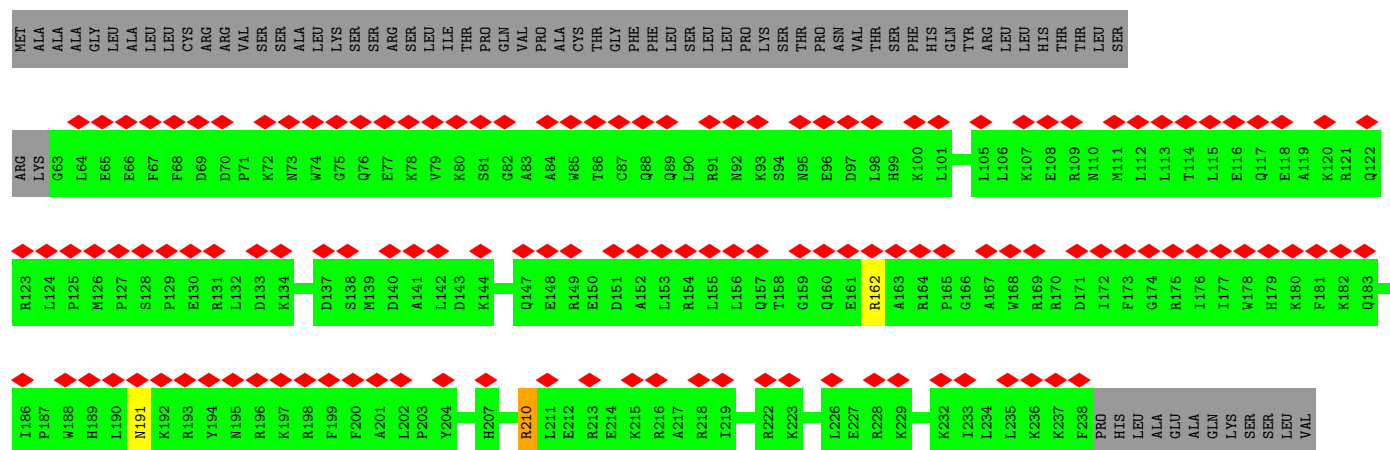 MET ALA ALA ALA GLY LEU ALA LEU LEU CYS ARG ARG VAL SER SER ALA LEU LYS SER SER ARG SER LEU ILE THR PRO GLN VAL PRO ALA CYS THR GLY PHE PHE LEU SER LEU LEU PRO LYS SER THR PRO ASN VAL THR SER PHE HIS GLN TYR ARG LEU LEU HIS THR THR LEU SER
ARG LYS G63 L64 E65 E66 F67 F68 D69 D70 P71 K72 N73 W74 G75 Q76 E77 K78 V79 K80 S81 G82 A83 A84 W85 T86 C87 Q88 Q89 L90 R91 N92 K93 S94 N95 E96 D97 L98 H99 K100 L101 L105 L106 K107 E108 R109 N110 M111 L112 L113 T114 L115 E116 Q117 E118 A119 K120 R121 Q122
R123 L124 P125 M126 P127 S128 P129 E130 R131 L132 D133 K134 D137 S138 M139 D140 A141 L142 D143 K144 Q147 E148 R149 E150 D151 A152 L153 R154 L155 L156 Q157 T158 G159 Q160 E161 R162 A163 R164 P165 G166 A167 W168 R169 R170 D171 I172 F173 G174 R175 I176 I177 W178 H179 K180 F181 K182 Q183
I186 P187 W188 H189 L190 N191 K192 R193 Y194 N195 R196 K197 R198 F199 F200 A201 L202 P203 Y204 H207 R210 L211 E212 R213 E214 K215 R216 A217 R218 I219 R222 K223 L226 E227 R228 K229 K232 I233 L234 L235 K236 K237 F238 PRO HIS LEU ALA GLU ALA GLN LYS SER SER LEU VAL